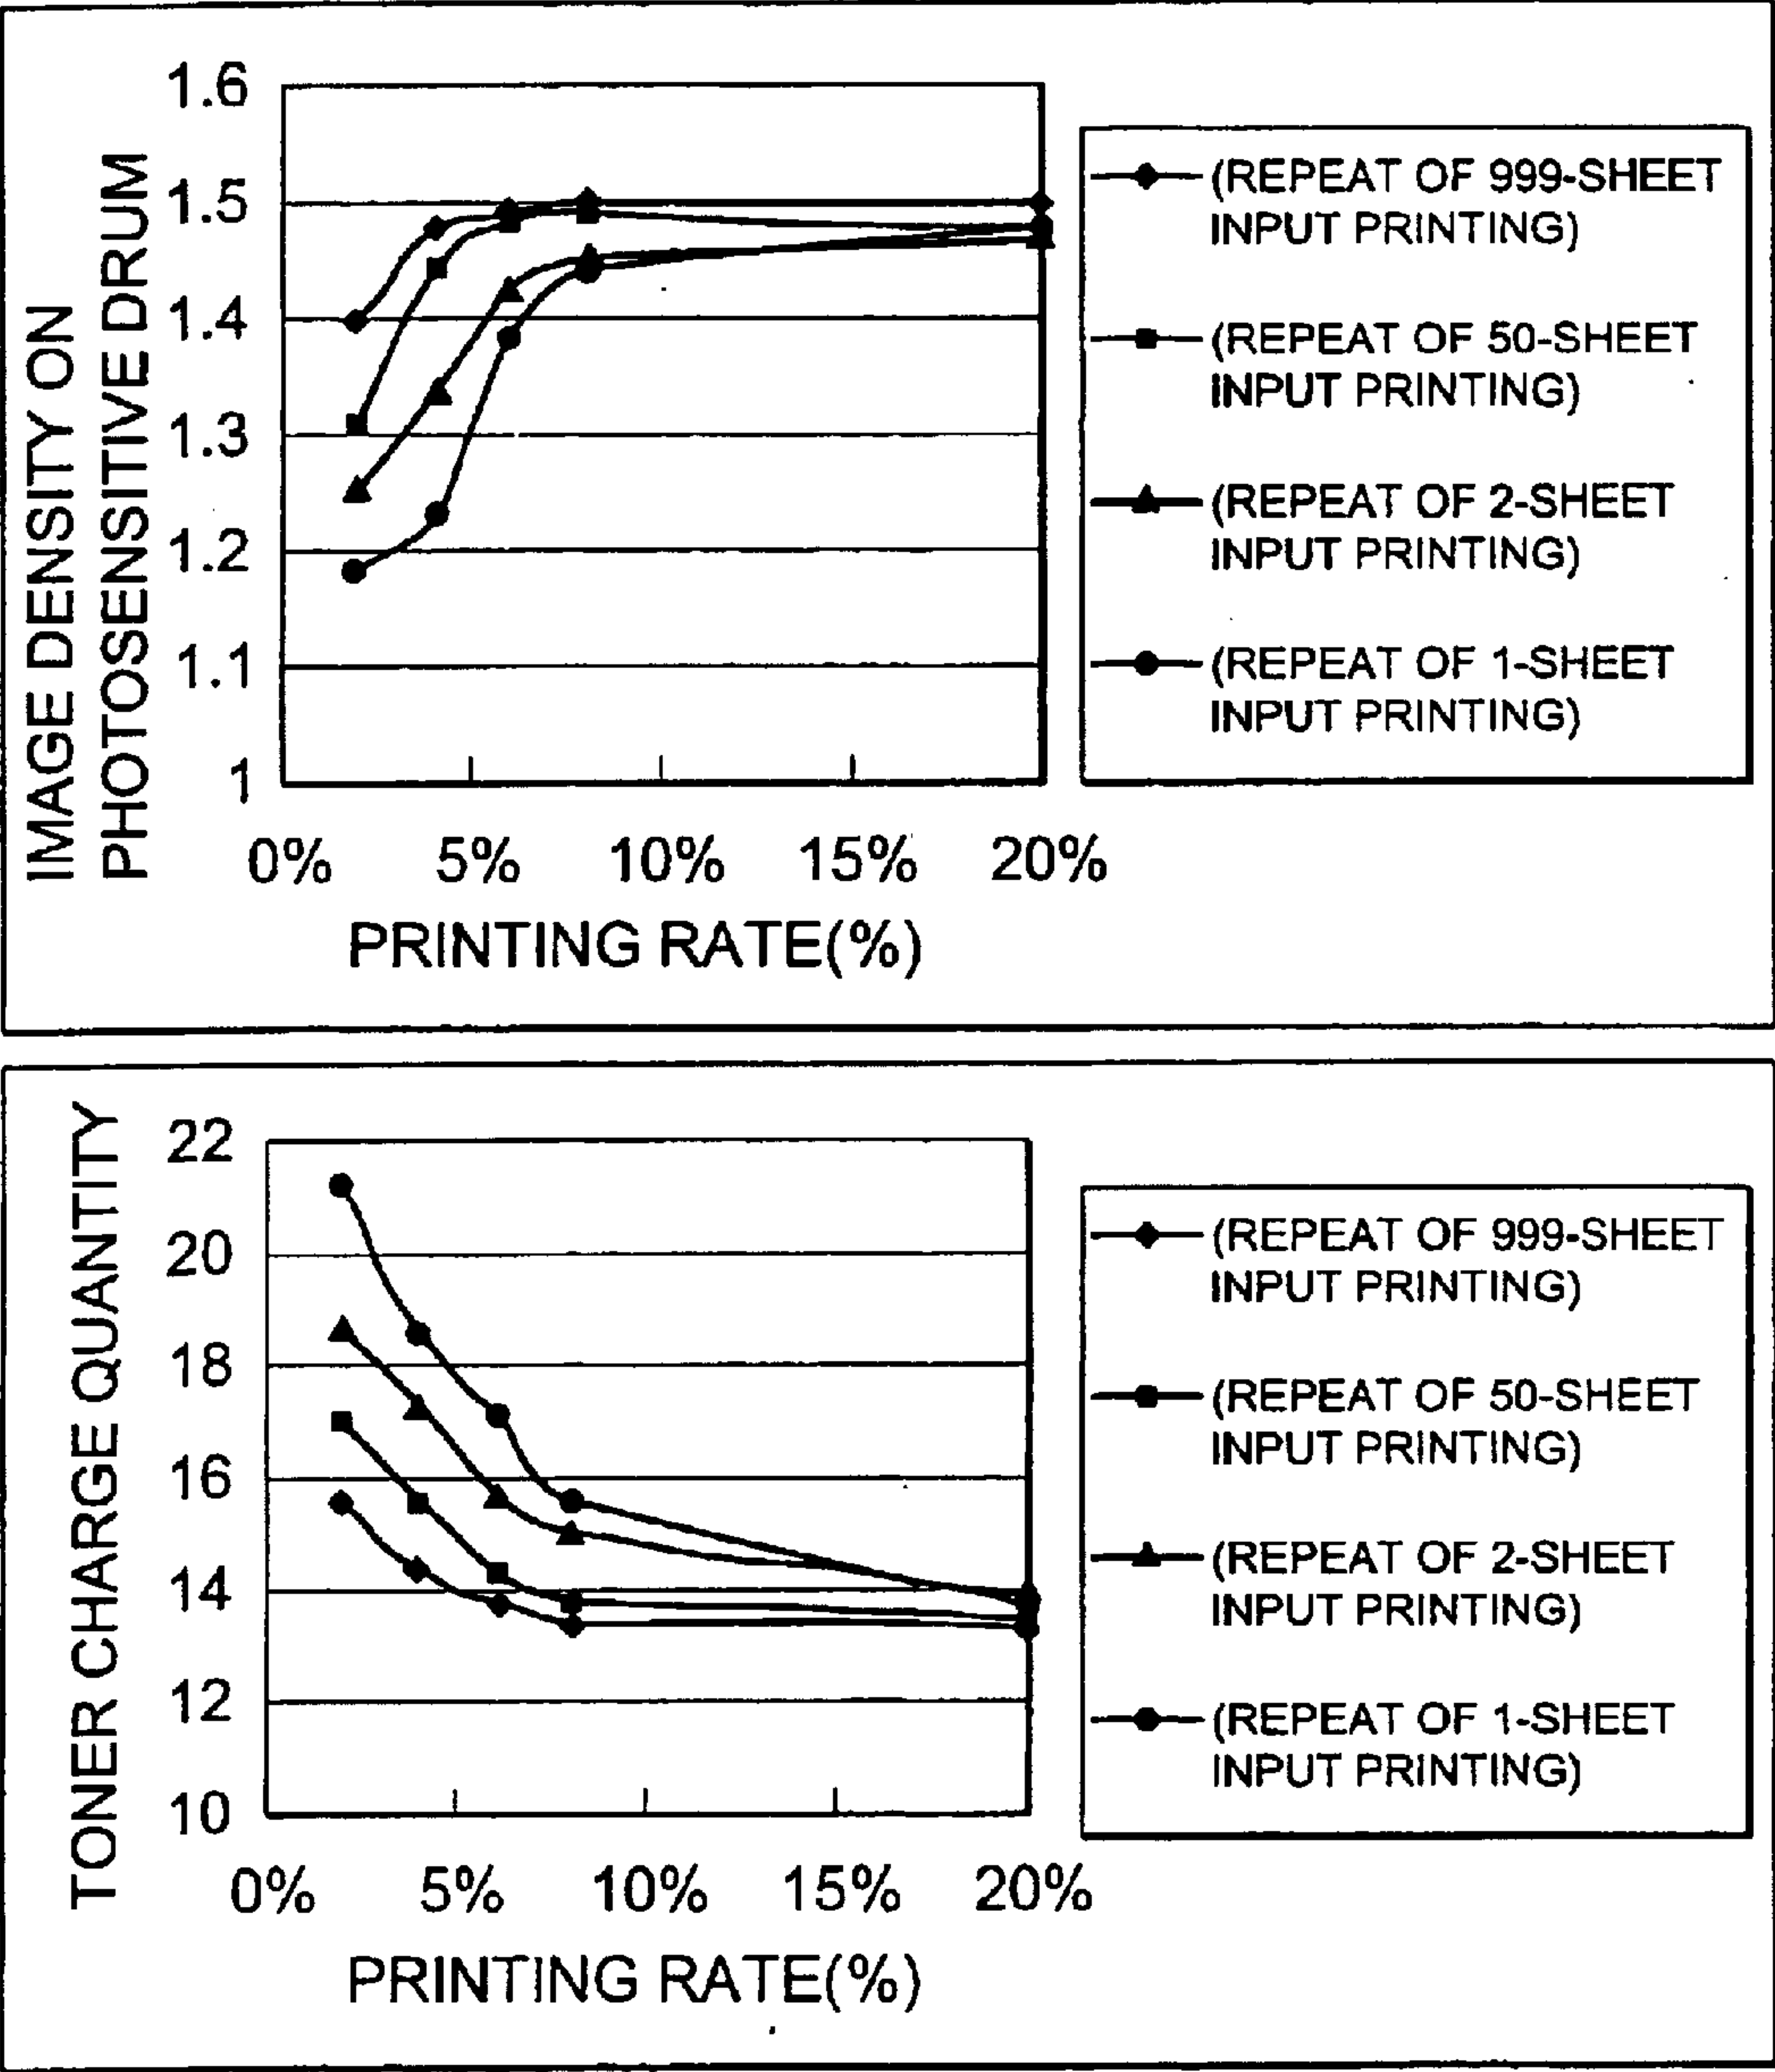 IMAGE DENSITY ON
PHOTOSENSITIVE DRUM
1.6
1.5
1.4
1.3
1.2
1.1
1
0% 5% 10% 15% 20%
PRINTING RATE(%)
(REPEAT OF 999-SHEET
INPUT PRINTING)
(REPEAT OF 50-SHEET
INPUT PRINTING)
(REPEAT OF 2-SHEET
INPUT PRINTING)
(REPEAT OF 1-SHEET
INPUT PRINTING)
TONER CHARGE QUANTITY
22
20
18
16
14
12
10
0% 5% 10% 15% 20%
PRINTING RATE(%)
(REPEAT OF 999-SHEET
INPUT PRINTING)
(REPEAT OF 50-SHEET
INPUT PRINTING)
(REPEAT OF 2-SHEET
INPUT PRINTING)
(REPEAT OF 1-SHEET
INPUT PRINTING)